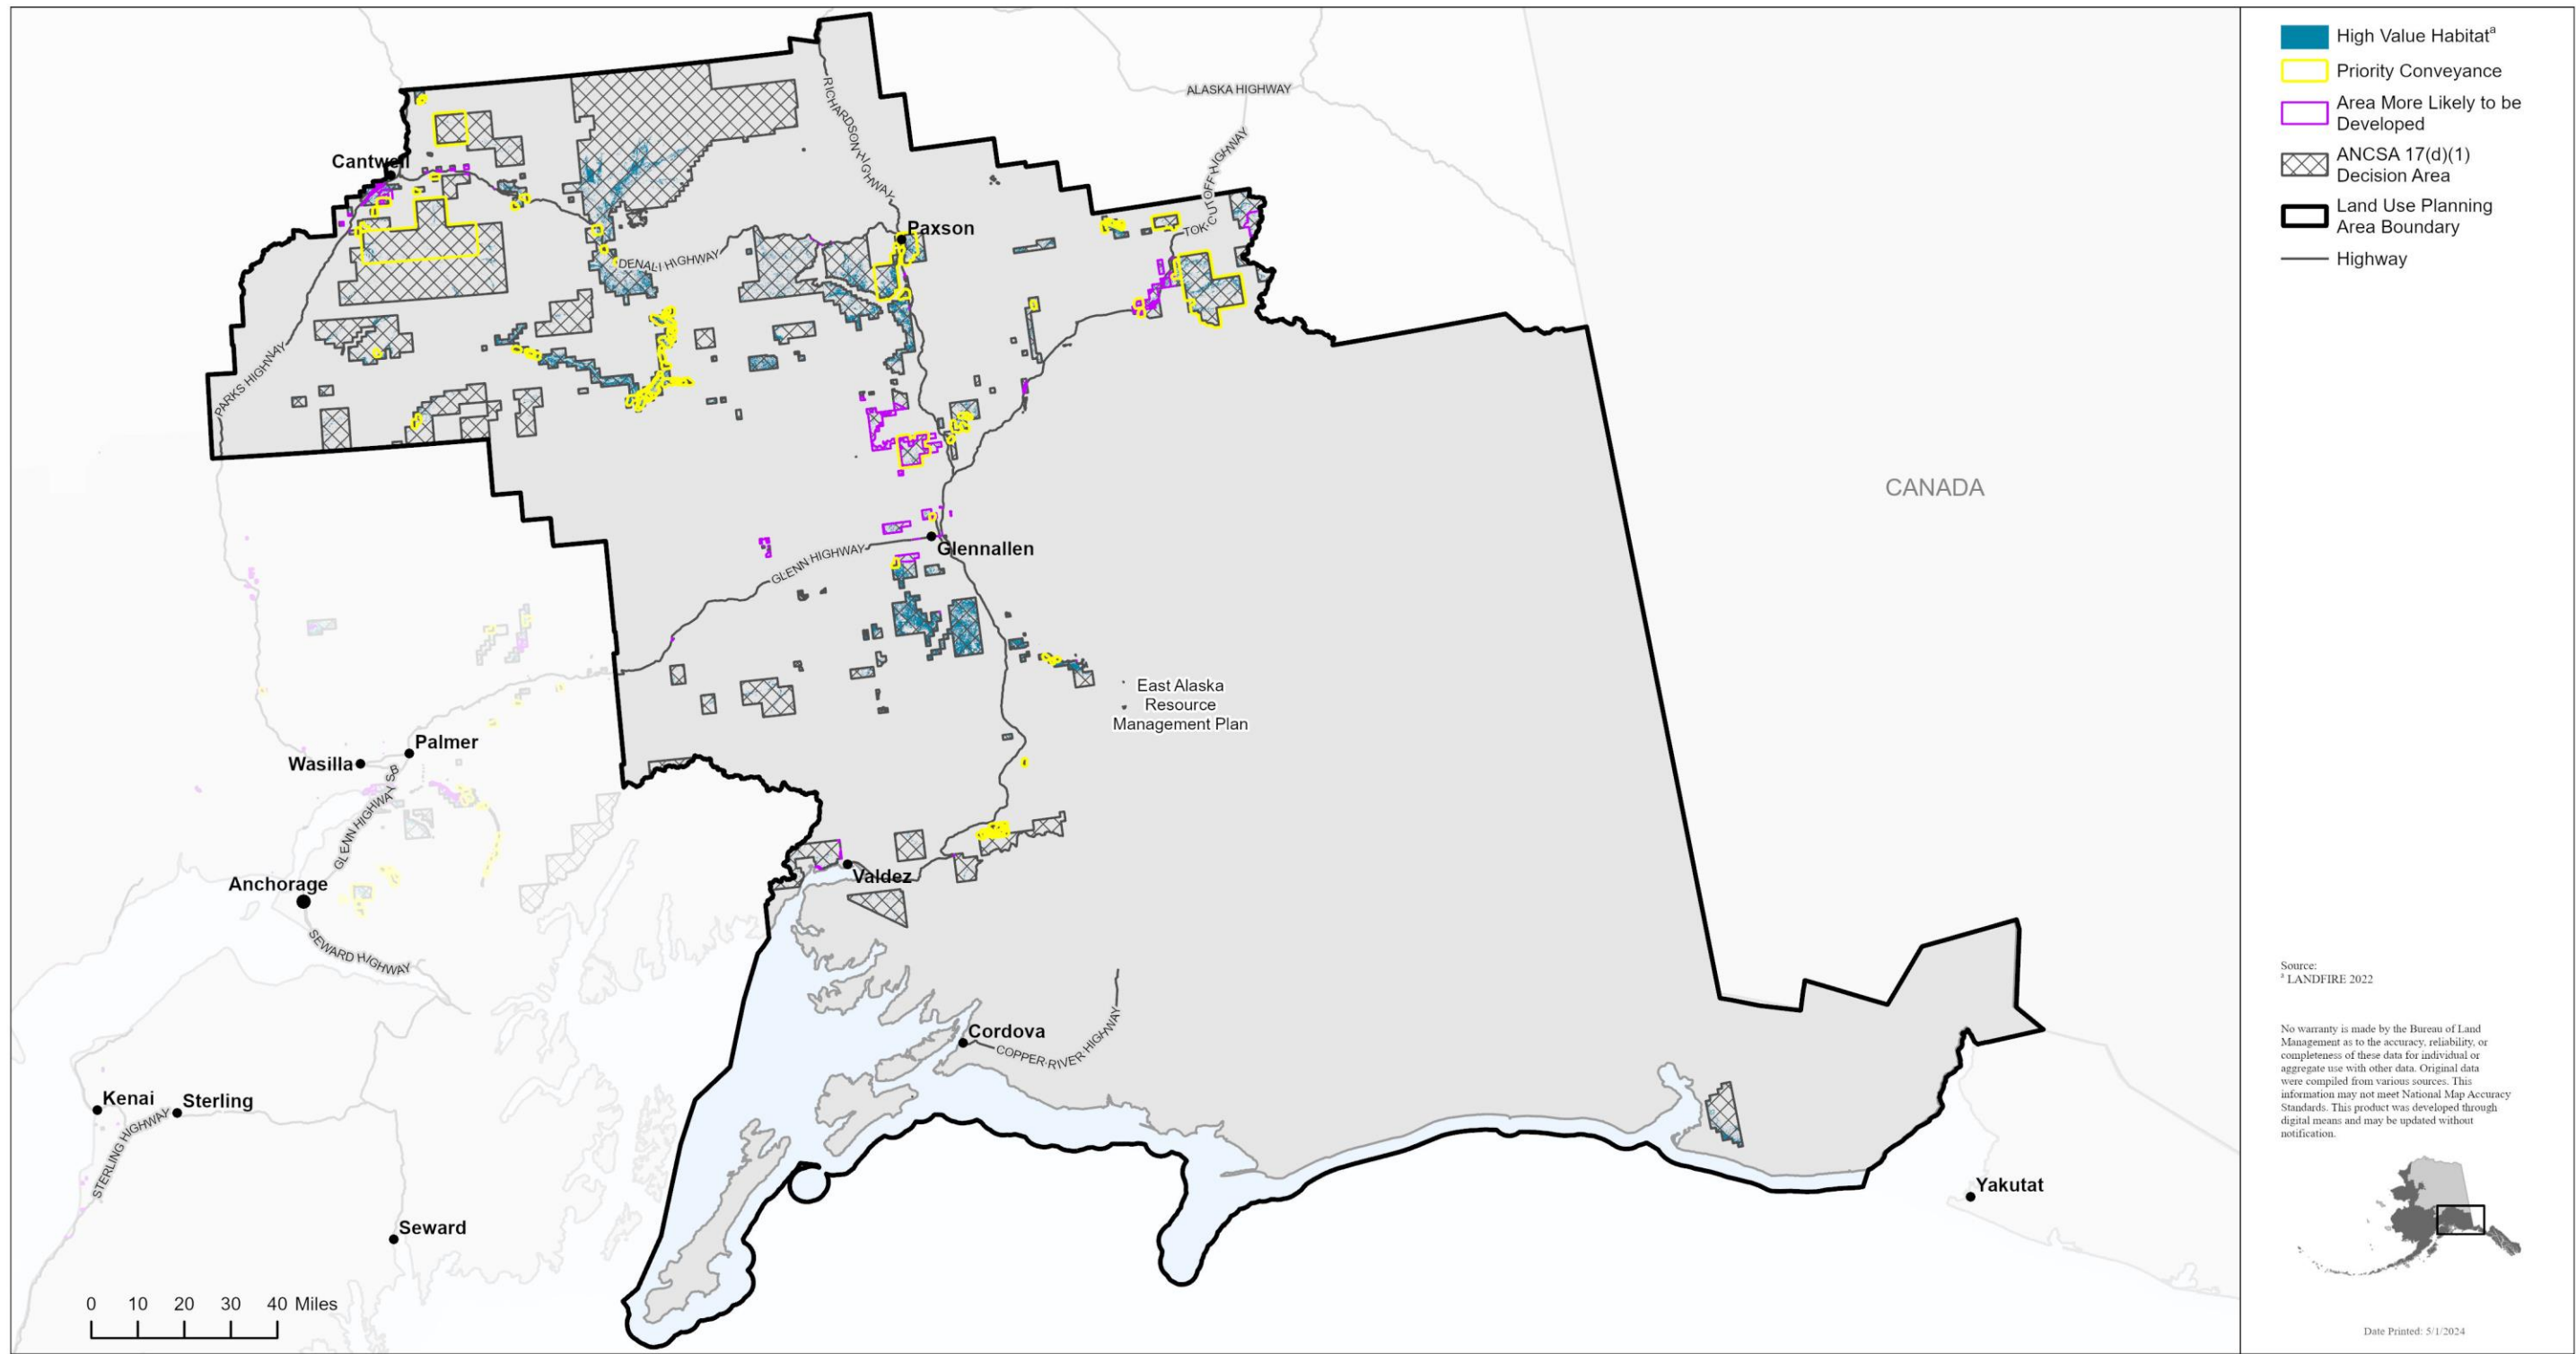 ALASKA HIGHWAY
RICHARDSON HIGHWAY
TOK CUTOFF HIGHWAY
Cantwell
Paxson
DENALI HIGHWAY
PARKS HIGHWAY
CANADA
Glennallen
GLENN HIGHWAY
East Alaska
Resource
Management Plan
Palmer
Wasilla
GLENN HIGHWAY SB
Anchorage
Valdez
SEWARD HIGHWAY
Cordova
COPPER RIVER HIGHWAY
Kenai
Sterling
STERLING HIGHWAY
Yakutat
Seward
0 10 20 30 40 Miles
High Value Habitatᵃ
Priority Conveyance
Area More Likely to be
Developed
ANCSA 17(d)(1)
Decision Area
Land Use Planning
Area Boundary
Highway
Source:
ᵃ LANDFIRE 2022
No warranty is made by the Bureau of Land
Management as to the accuracy, reliability, or
completeness of these data for individual or
aggregate use with other data. Original data
were compiled from various sources. This
information may not meet National Map Accuracy
Standards. This product was developed through
digital means and may be updated without
notification.
Date Printed: 5/1/2024